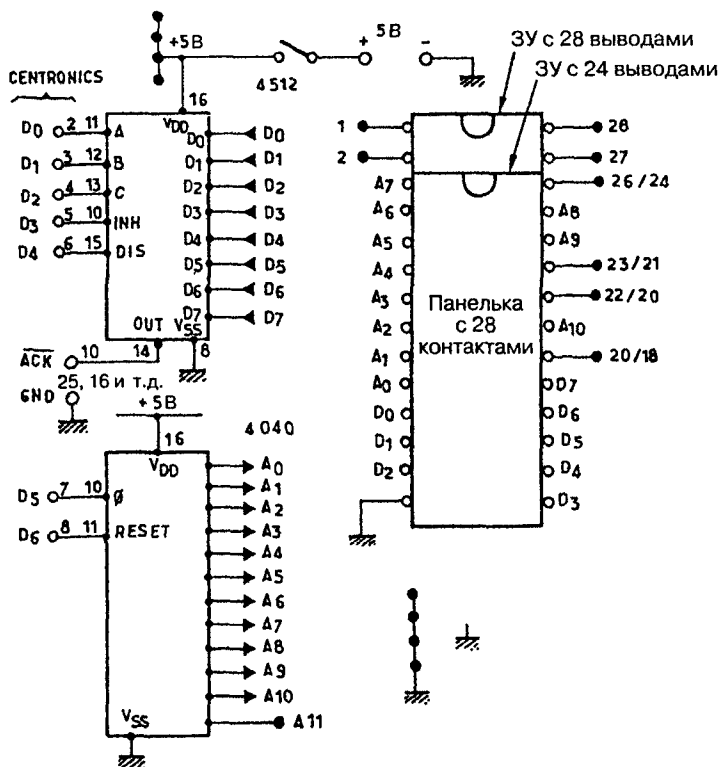 +5В
5В
+ -
4512
CENTRONICS
D0 2 11 A
D1 3 12 B
D2 4 13 C
D3 5 10 INH
D4 6 15 DIS
16
VDD
D0 D0
D1 D1
D2 D2
D3 D3
D4 D4
D5 D5
D6 D6
D7 D7
OUT VSS
ACK 10 14 8
25, 16 и т.д.
GND
+5В
4040
16
VDD
D5 7 10 Ø
D6 8 11 RESET
A0
A1
A2
A3
A4
A5
A6
A7
A8
A9
A10
A11
VSS
ЗУ с 28 выводами
ЗУ с 24 выводами
1 28
2 27
A7 26/24
A6 A8
A5 A9
A4 23/21
A3 22/20
A2 A10
A1 20/18
A0 D7
D0 D6
D1 D5
D2 D4
D3
Панелька
с 28
контактами